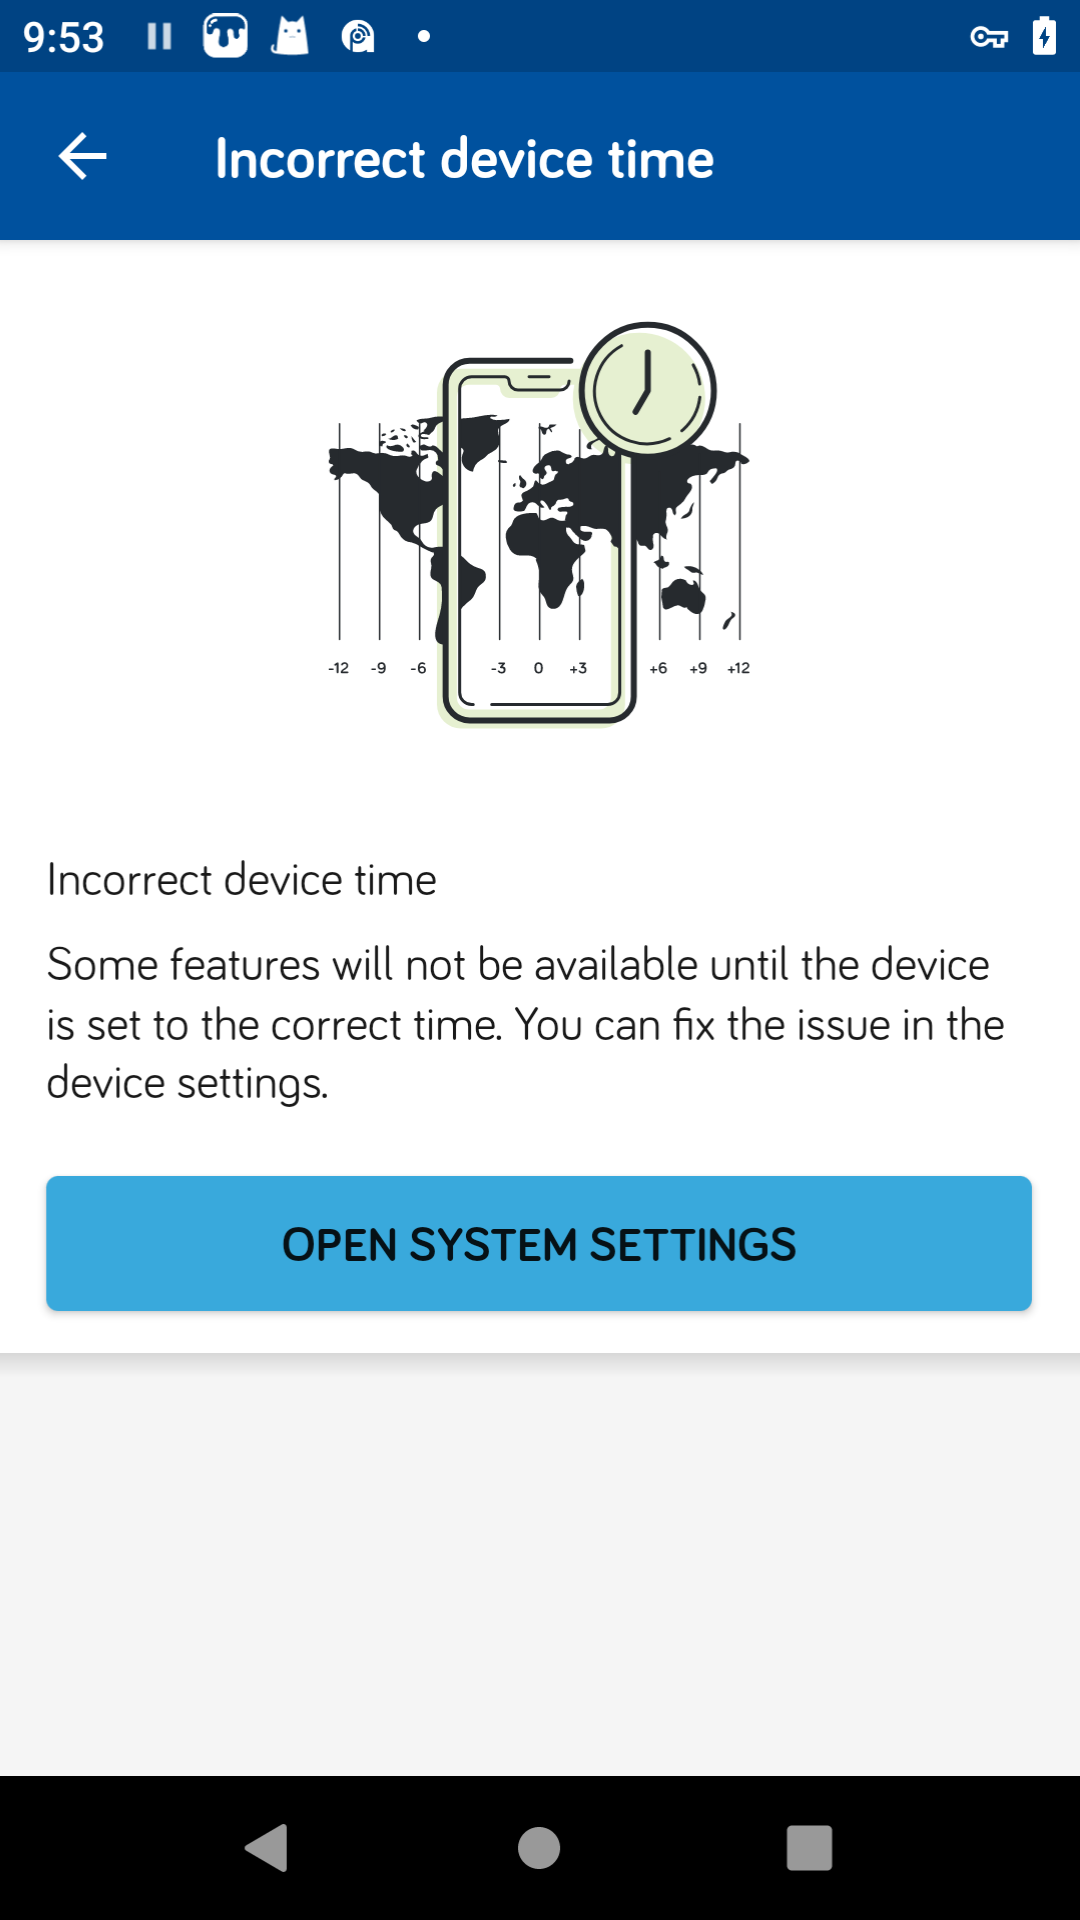 9:53
Incorrect device time
-12 -9 -6 -3 0 +3 +6 +9 +12
Incorrect device time
Some features will not be available until the device
is set to the correct time. You can fix the issue in the
device settings.
OPEN SYSTEM SETTINGS